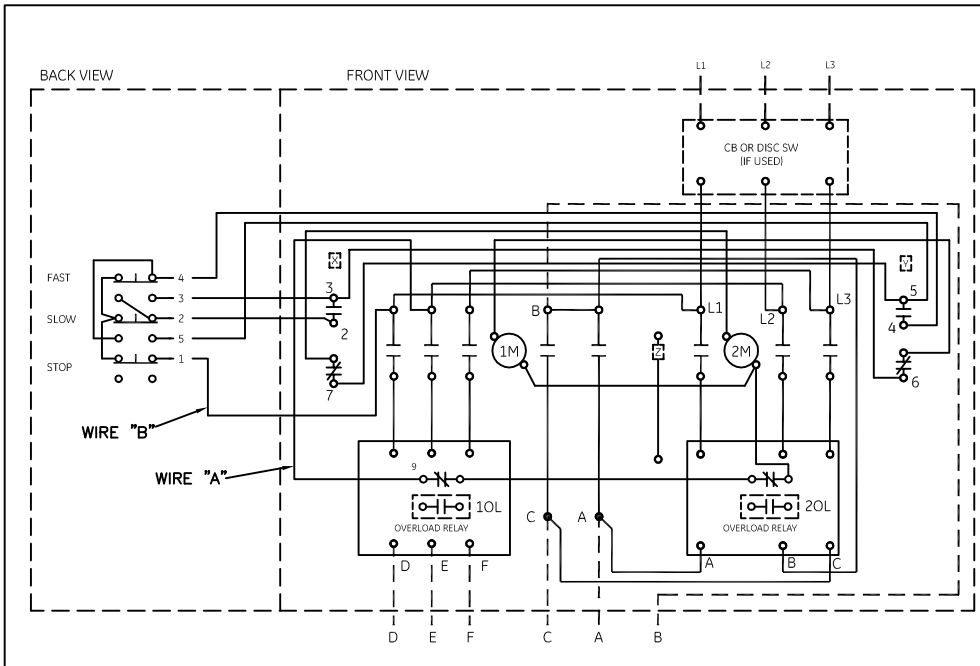 L1 L2 L3
BACK VIEW FRONT VIEW
CB OR DISC SW
(IF USED)
X Y
FAST 4
3
SLOW 2
5
STOP 1
3
2
7
B
L1 L2 L3
5
4
6
1M 2M
Z
WIRE "B"
WIRE "A"
9
1OL 2OL
OVERLOAD RELAY OVERLOAD RELAY
C A
D E F
A B C
D E F C A B